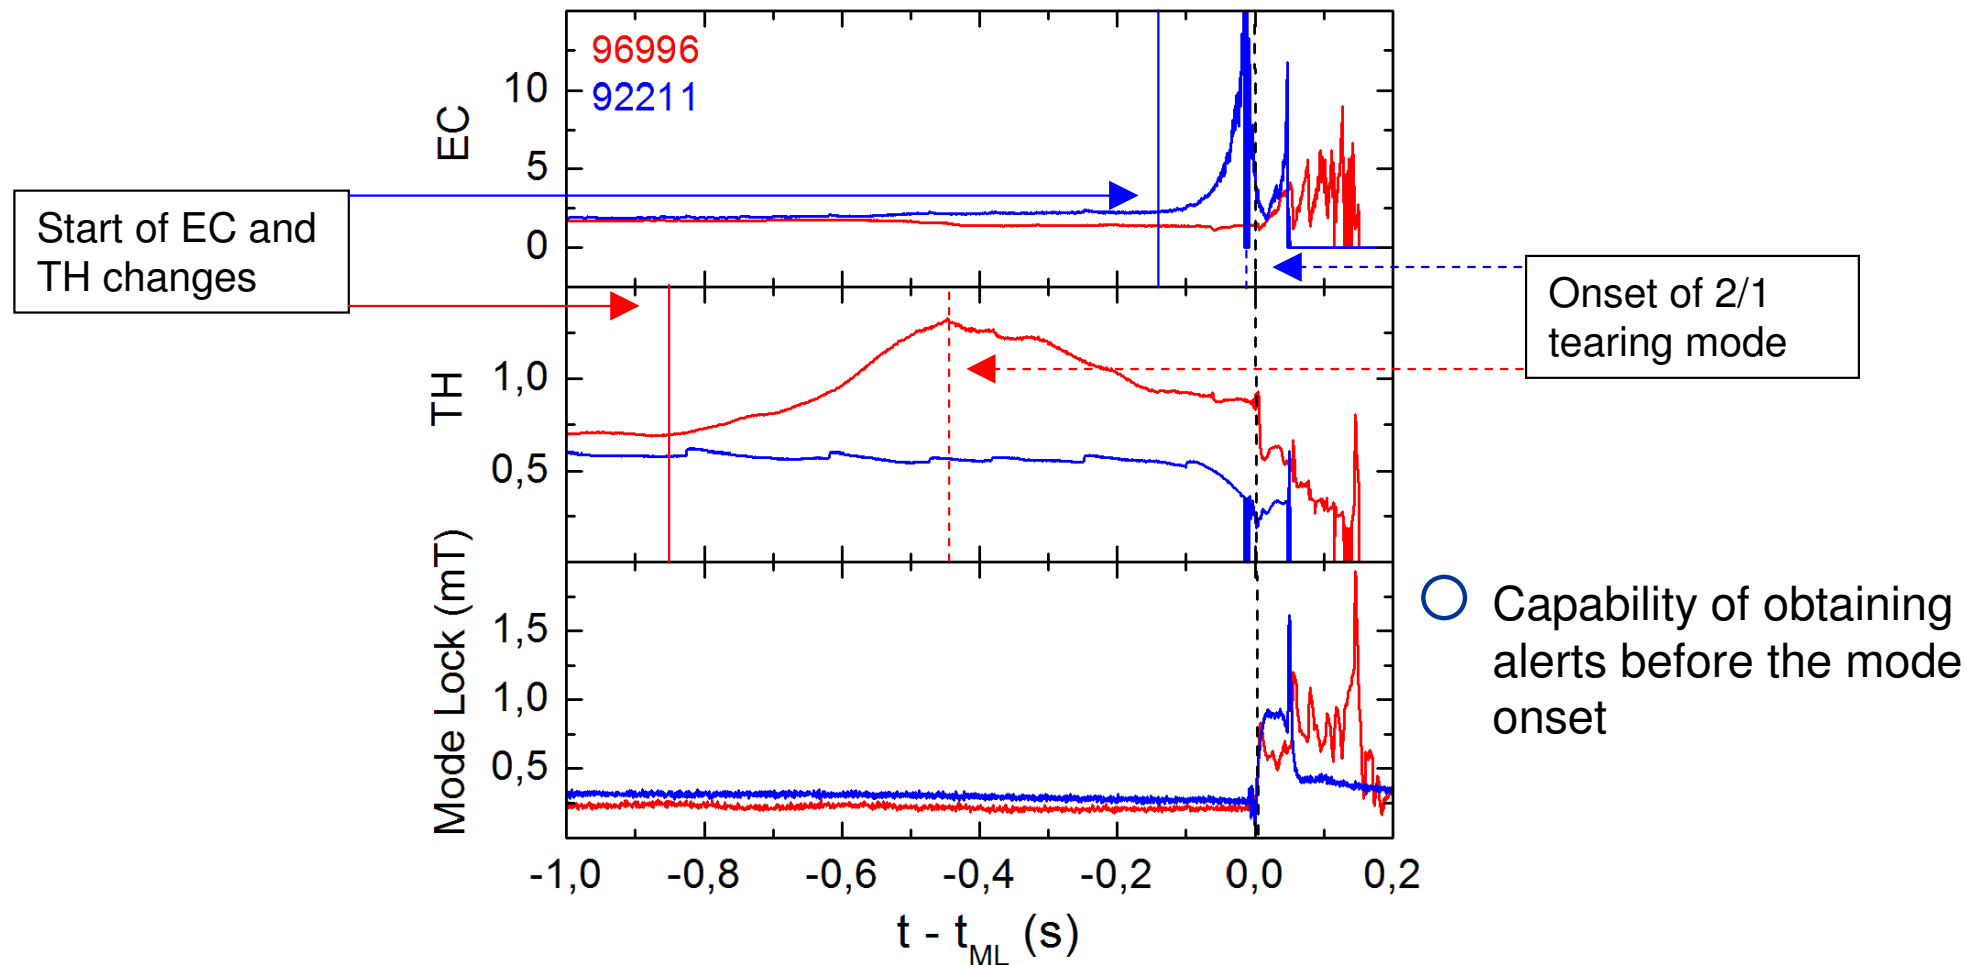 96996
92211
10
5
0
EC
Start of EC and
TH changes
Onset of 2/1
tearing mode
1,0
0,5
TH
1,5
1,0
0,5
Mode Lock (mT)
Capability of obtaining
alerts before the mode
onset
-1,0 -0,8 -0,6 -0,4 -0,2 0,0 0,2
t - tML (s)